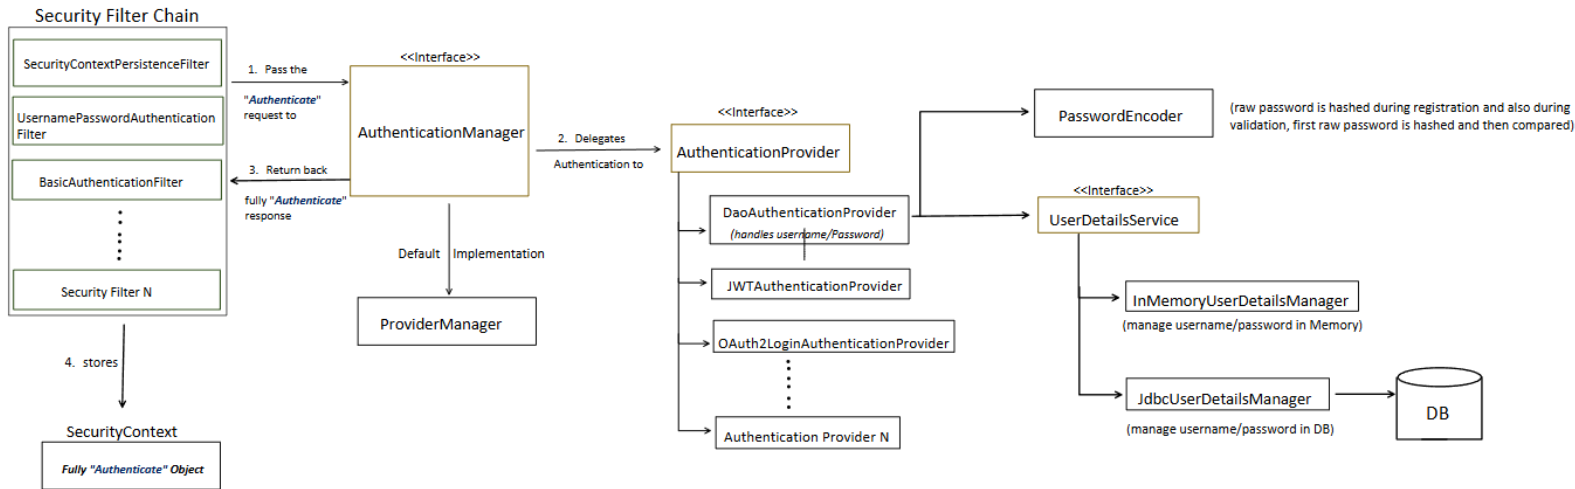 Security Filter Chain
SecurityContextPersistenceFilter
UsernamePasswordAuthentication
Filter
BasicAuthenticationFilter
Security Filter N
1. Pass the
"Authenticate"
request to
3. Return back
fully "Authenticate"
response
4. stores
SecurityContext
Fully "Authenticate" Object
<<Interface>>
AuthenticationManager
Default Implementation
ProviderManager
2. Delegates
Authentication to
<<Interface>>
AuthenticationProvider
DaoAuthenticationProvider
(handles username/Password)
JWTAuthenticationProvider
OAuth2LoginAuthenticationProvider
Authentication Provider N
PasswordEncoder
(raw password is hashed during registration and also during
validation, first raw password is hashed and then compared)
<<Interface>>
UserDetailsService
InMemoryUserDetailsManager
(manage username/password in Memory)
JdbcUserDetailsManager
(manage username/password in DB)
DB